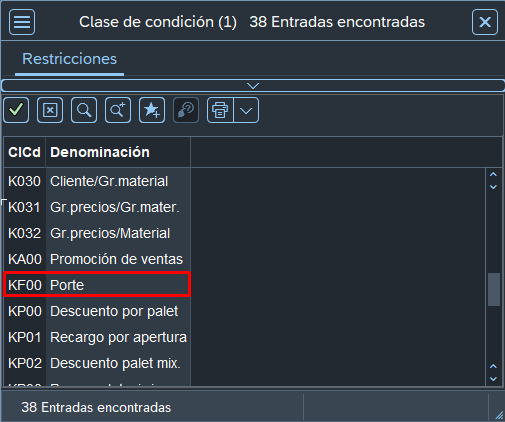 Clase de condición (1) 38 Entradas encontradas
Restricciones
ClCd Denominación
K030 Cliente/Gr.material
K031 Gr.precios/Gr.mater.
K032 Gr.precios/Material
KA00 Promoción de ventas
KF00 Porte
KP00 Descuento por palet
KP01 Recargo por apertura
KP02 Descuento palet mix.
38 Entradas encontradas